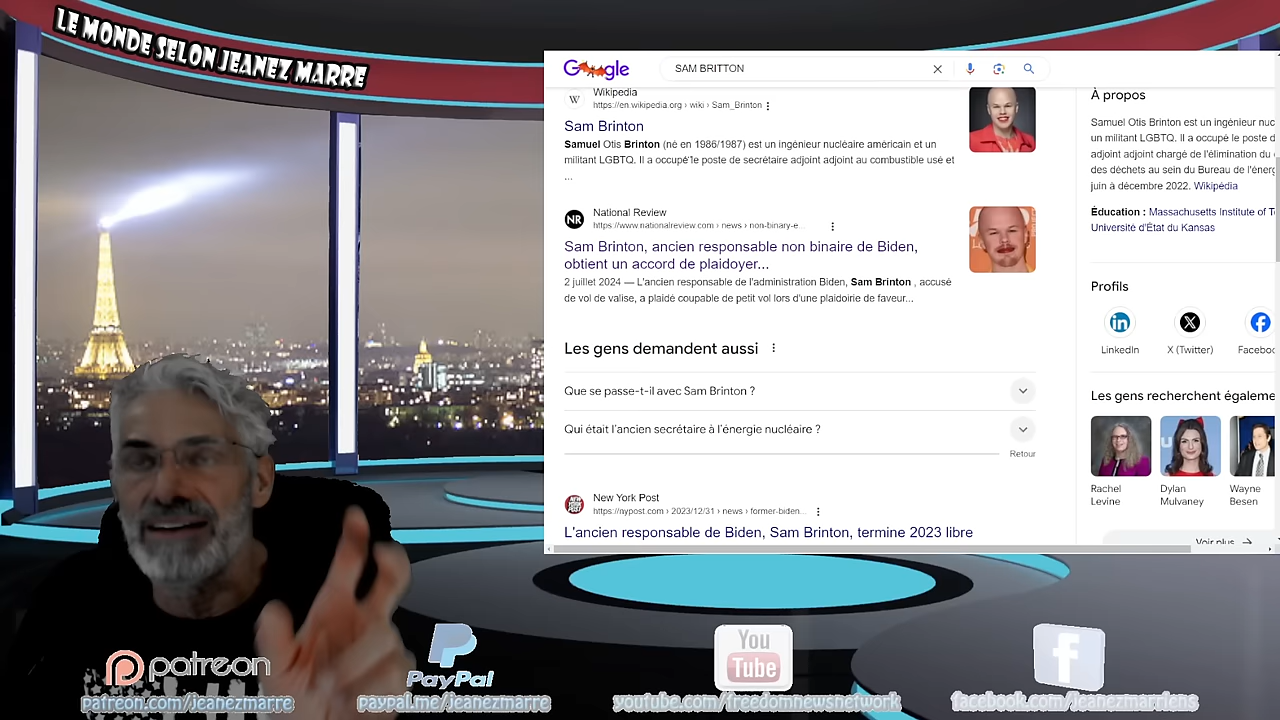 LE MONDE SELON JEANEZ MARRE
Google
SAM BRITTON
Wikipedia
https://en.wikipedia.org › wiki › Sam_Brinton
Sam Brinton
Samuel Otis Brinton (né en 1986/1987) est un ingénieur nucléaire américain et un
militant LGBTQ. Il a occupé'le poste de secrétaire adjoint adjoint au combustible usé et
...
NR
National Review
https://www.nationalreview.com › news › non-binary-e...
Sam Brinton, ancien responsable non binaire de Biden,
obtient un accord de plaidoyer...
2 juillet 2024 — L'ancien responsable de l'administration Biden, Sam Brinton , accusé
de vol de valise, a plaidé coupable de petit vol lors d'une plaidoirie de faveur...
Les gens demandent aussi
Que se passe-t-il avec Sam Brinton ?
Qui était l'ancien secrétaire à l'énergie nucléaire ?
Retour
New York Post
https://nypost.com › 2023/12/31 › news › former-biden...
L'ancien responsable de Biden, Sam Brinton, termine 2023 libre
À propos
Samuel Otis Brinton est un ingénieur nuc
un militant LGBTQ. Il a occupé le poste d
adjoint adjoint chargé de l'élimination du
des déchets au sein du Bureau de l'éner
juin à décembre 2022. Wikipédia
Éducation : Massachusetts Institute of T
Université d'État du Kansas
Profils
LinkedIn
X (Twitter)
Faceboo
Les gens recherchent égaleme
Rachel
Levine
Dylan
Mulvaney
Wayne
Besen
Voir plus
patreon
patreon.com/jeanezmarre
PayPal
paypal.me/jeanezmarre
You
Tube
youtube.com/freedomnewsnetwork
facebook.com/jeanezmarriens